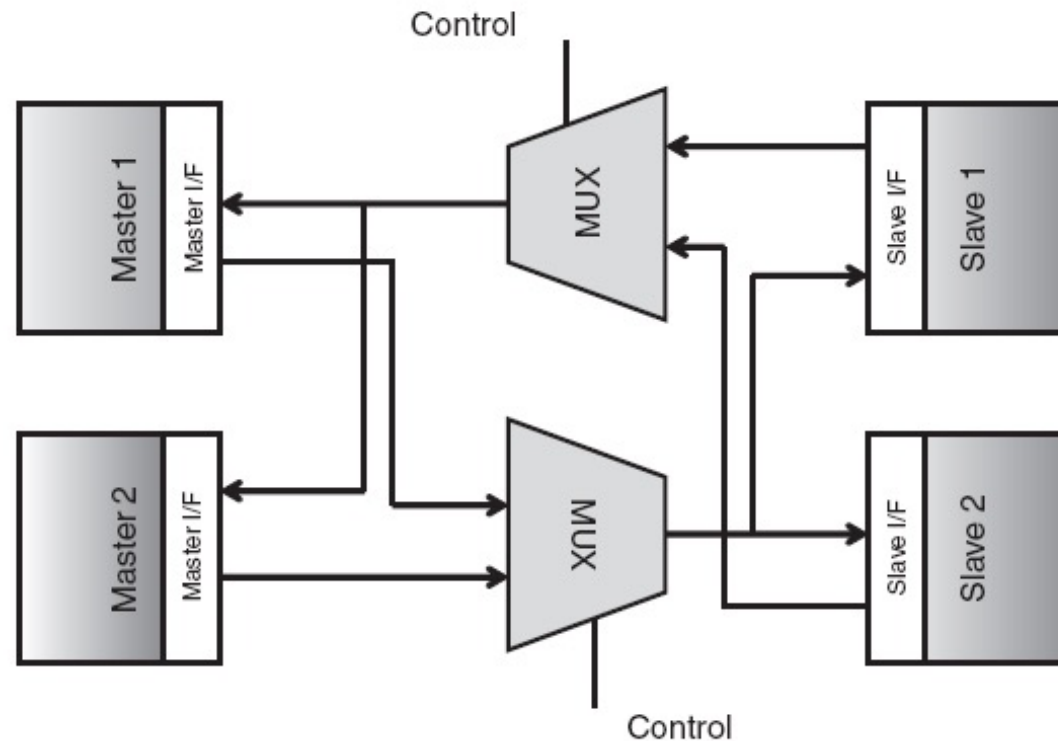 Control
Master 1
Master I/F
MUX
Slave I/F
Slave 1
Master 2
Master I/F
MUX
Slave I/F
Slave 2
Control